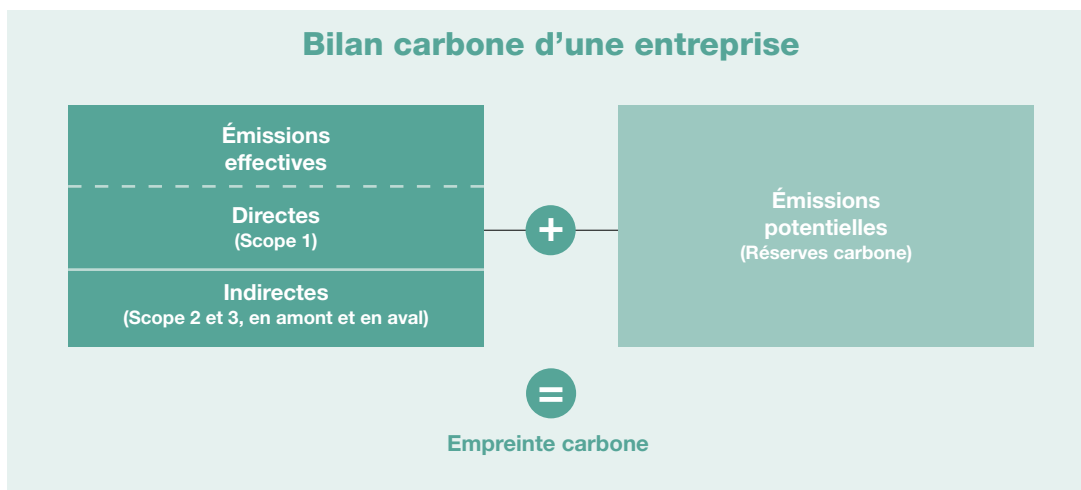 Bilan carbone d’une entreprise
Émissions
effectives
Directes
(Scope 1)
Indirectes
(Scope 2 et 3, en amont et en aval)
+
Émissions
potentielles
(Réserves carbone)
=
Empreinte carbone